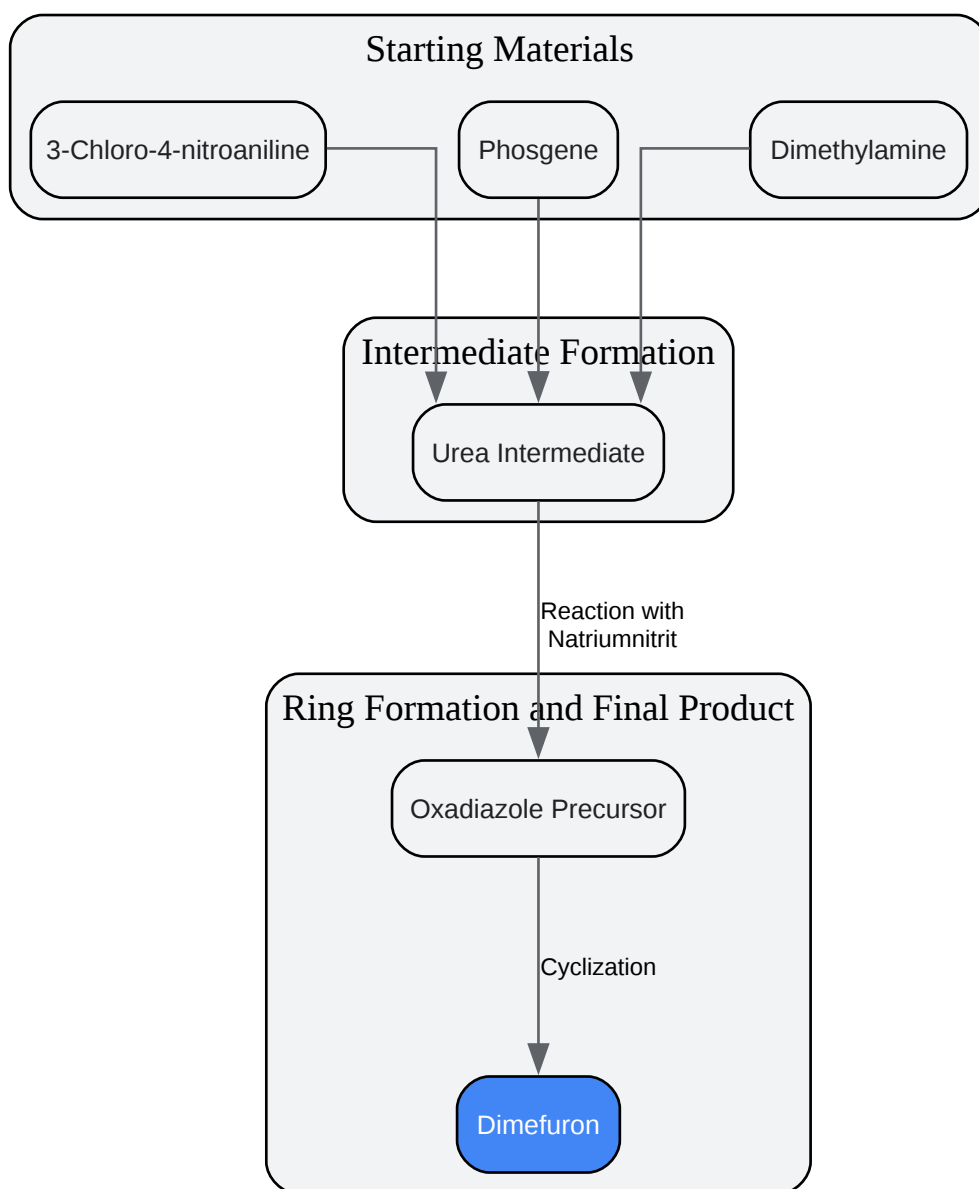 Starting Materials
3-Chloro-4-nitroaniline
Phosgene
Dimethylamine
Intermediate Formation
Urea Intermediate
Reaction with
Natriumnitrit
Ring Formation and Final Product
Oxadiazole Precursor
Cyclization
Dimefuron